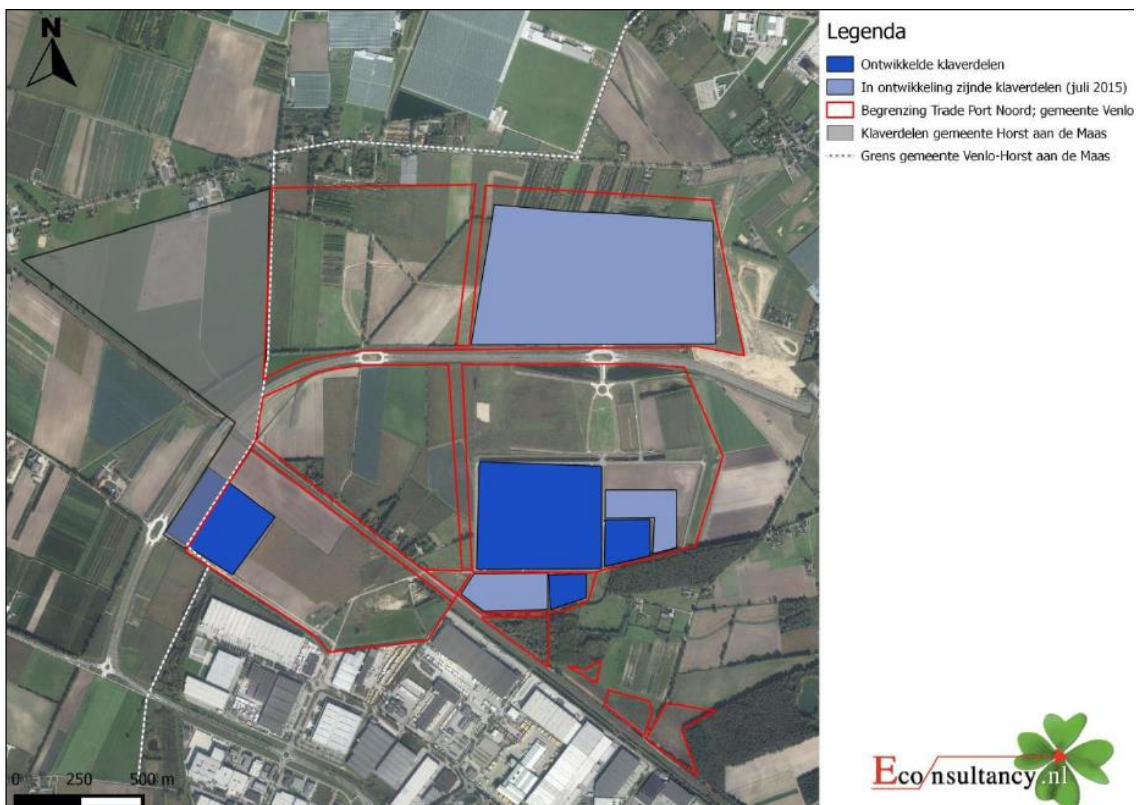 N
Legenda
Ontwikkelde klaverdelen
In ontwikkeling zijnde klaverdelen (juli 2015)
Begrenzing Trade Port Noord; gemeente Venlo
Klaverdelen gemeente Horst aan de Maas
Grens gemeente Venlo-Horst aan de Maas
0 250 500 m
Econsultancy.nl